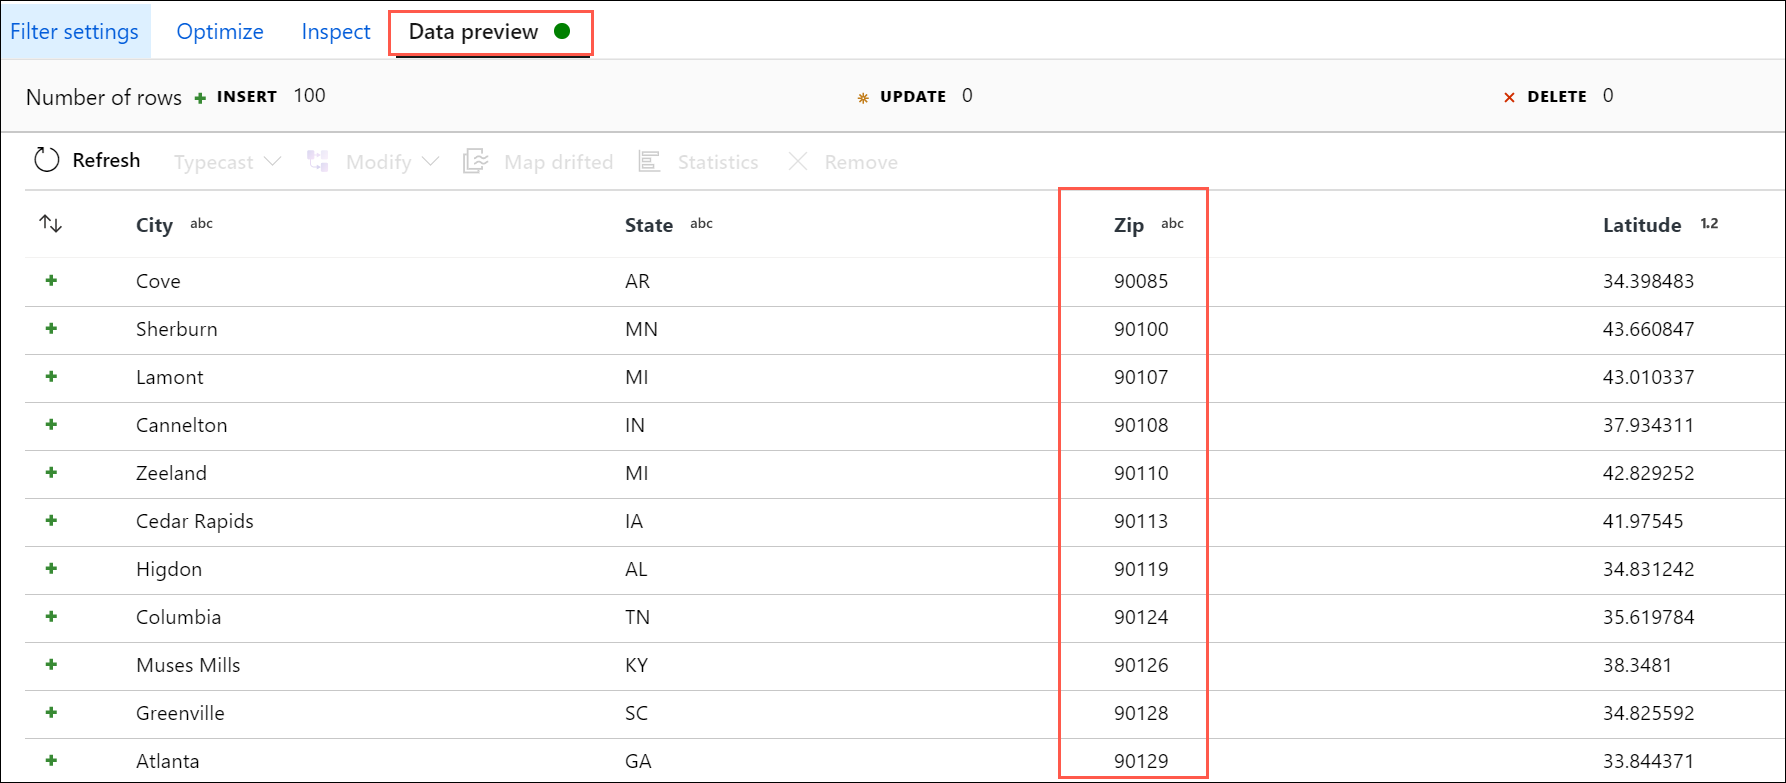 Filter settings Optimize Inspect Data preview
Number of rows INSERT 100 UPDATE 0 DELETE 0
Refresh Typecast Modify Map drifted Statistics Remove
City abc State abc Zip abc Latitude 1.2
Cove AR 90085 34.398483
Sherburn MN 90100 43.660847
Lamont MI 90107 43.010337
Cannelton IN 90108 37.934311
Zeeland MI 90110 42.829252
Cedar Rapids IA 90113 41.97545
Higdon AL 90119 34.831242
Columbia TN 90124 35.619784
Muses Mills KY 90126 38.3481
Greenville SC 90128 34.825592
Atlanta GA 90129 33.844371